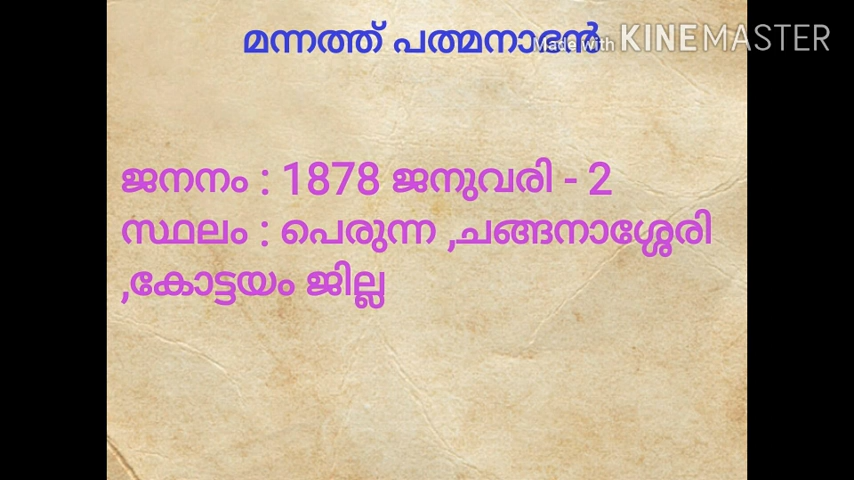 മന്നത്ത് പത്മനാഭൻ
Made with KINEMASTER
ജനനം : 1878 ജനുവരി - 2
സ്ഥലം : പെരുന്ന ,ചങ്ങനാശ്ശേരി
,കോട്ടയം ജില്ല